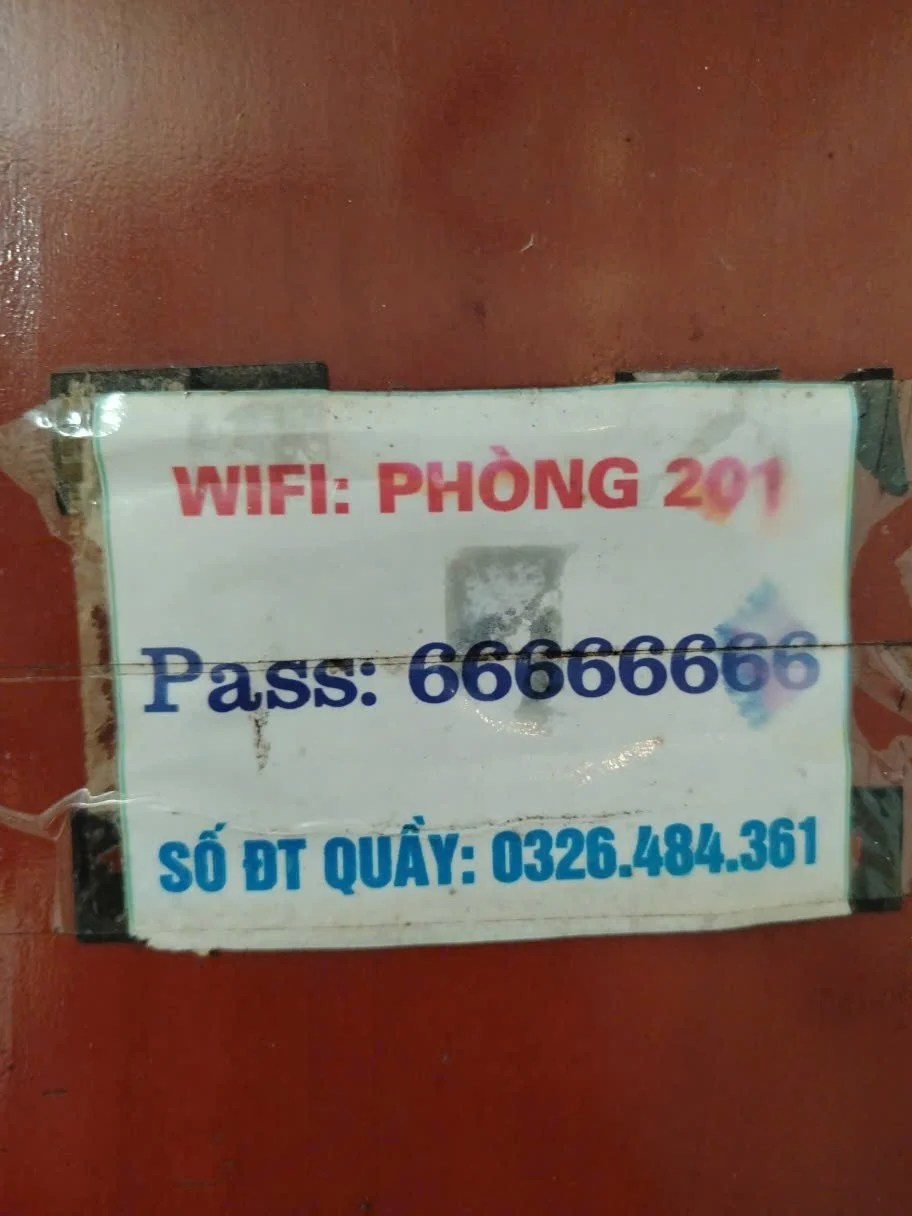 WIFI: PHÒNG 201
Pass: 66666666
SỐ ĐT QUẦY: 0326.484.361